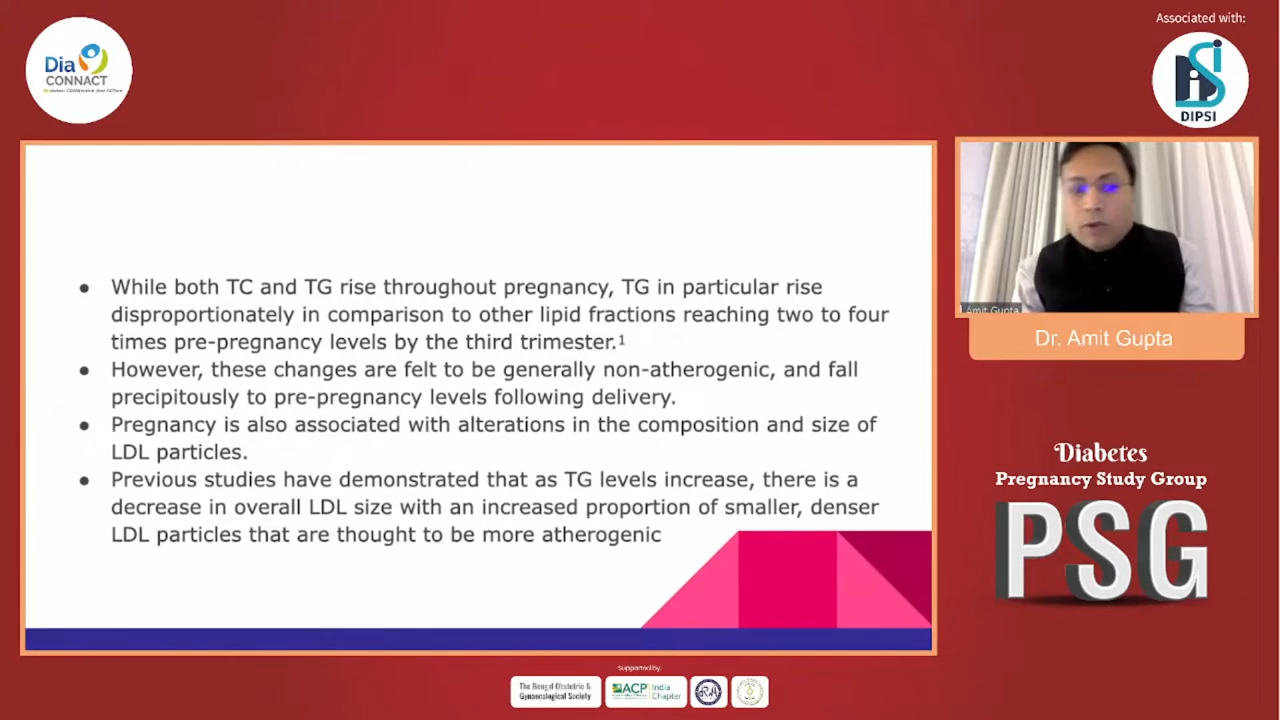 Associated with:
Dia
CONNACT
DIPSI
● While both TC and TG rise throughout pregnancy, TG in particular rise
disproportionately in comparison to other lipid fractions reaching two to four
times pre-pregnancy levels by the third trimester.¹
● However, these changes are felt to be generally non-atherogenic, and fall
precipitously to pre-pregnancy levels following delivery.
● Pregnancy is also associated with alterations in the composition and size of
LDL particles.
● Previous studies have demonstrated that as TG levels increase, there is a
decrease in overall LDL size with an increased proportion of smaller, denser
LDL particles that are thought to be more atherogenic
Amit Gupta
Dr. Amit Gupta
Diabetes
Pregnancy Study Group
PSG
supported by:
The Bengal Obstetric &
Gynaecological Society
ACP India
Chapter